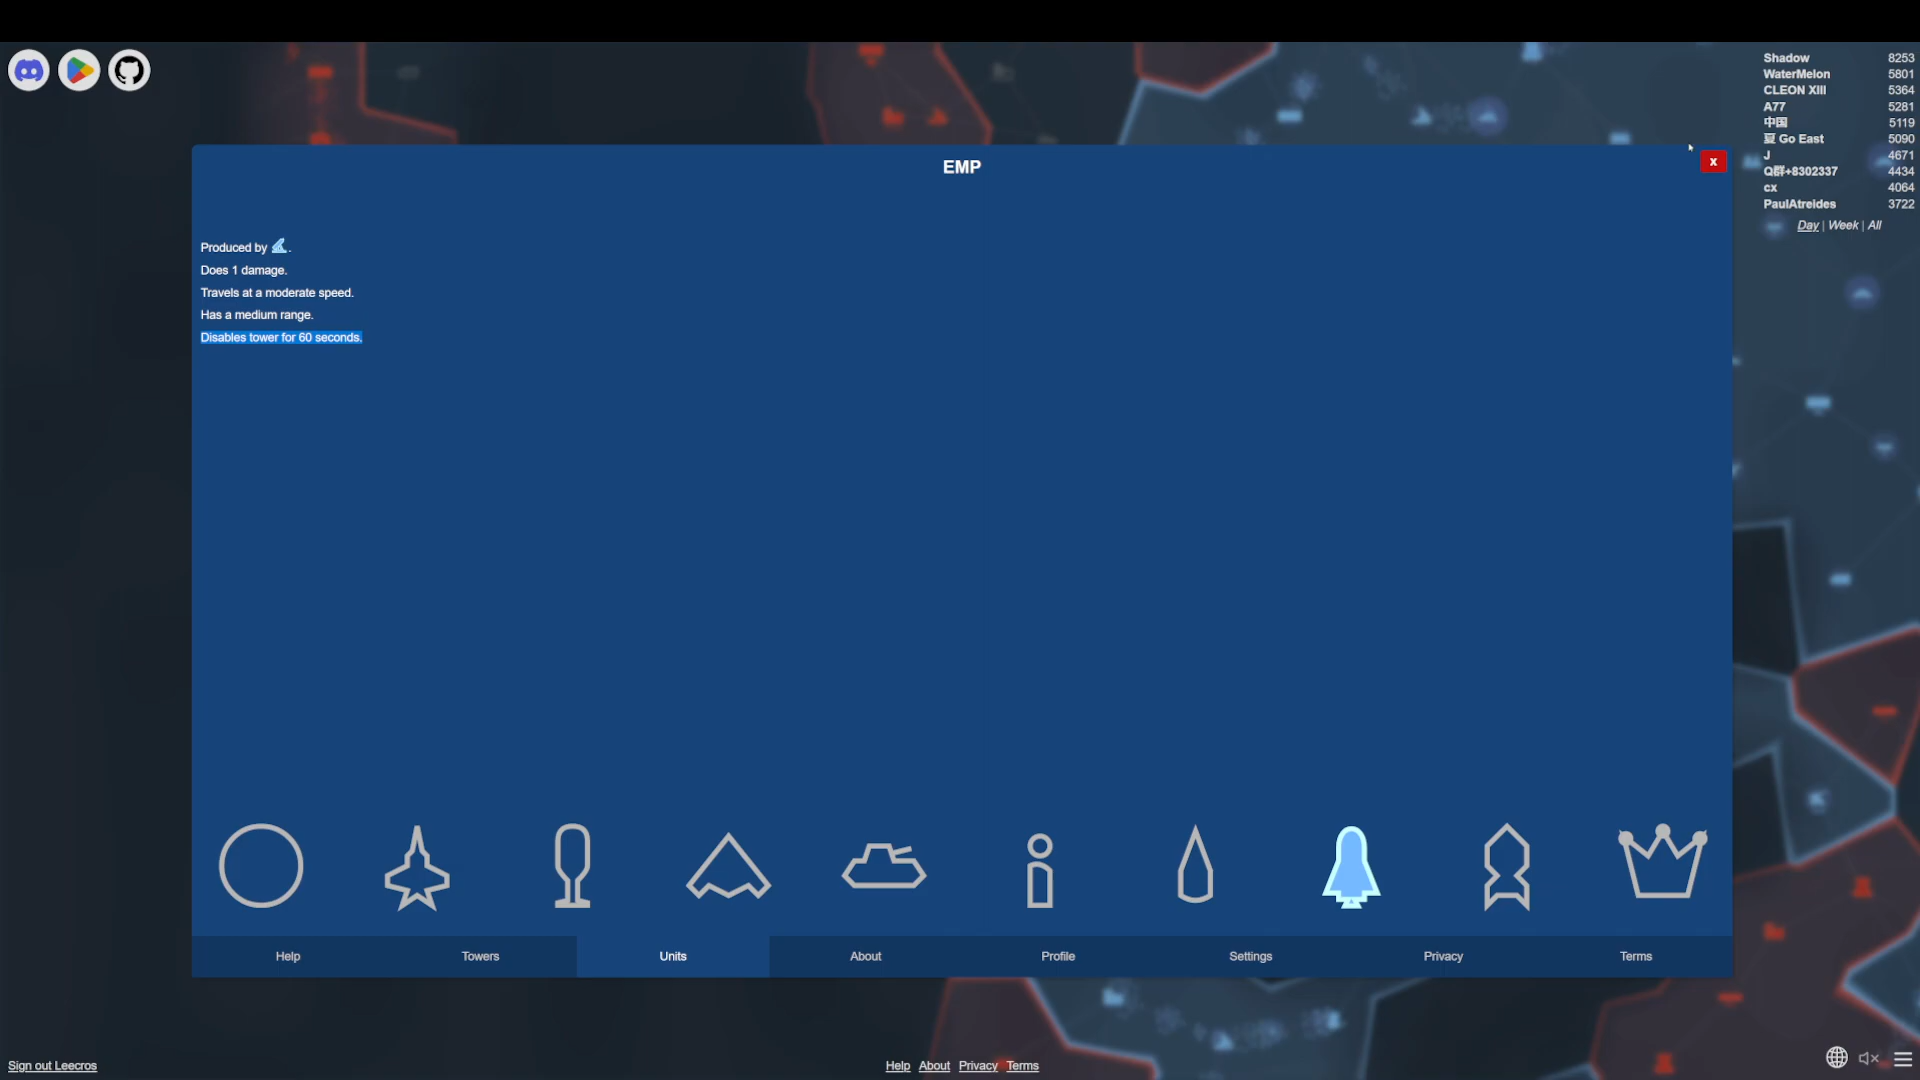 EMP
x
Produced by .
Does 1 damage.
Travels at a moderate speed.
Has a medium range.
Disables tower for 60 seconds.
Shadow 8253
WaterMelon 5801
CLEON XIII 5364
A77 5281
中国 5119
夏 Go East 5090
J 4671
Q群+8302337 4434
cx 4064
PaulAtreides 3722
Day | Week | All
Help Towers Units About Profile Settings Privacy Terms
Sign out Leecros
Help About Privacy Terms